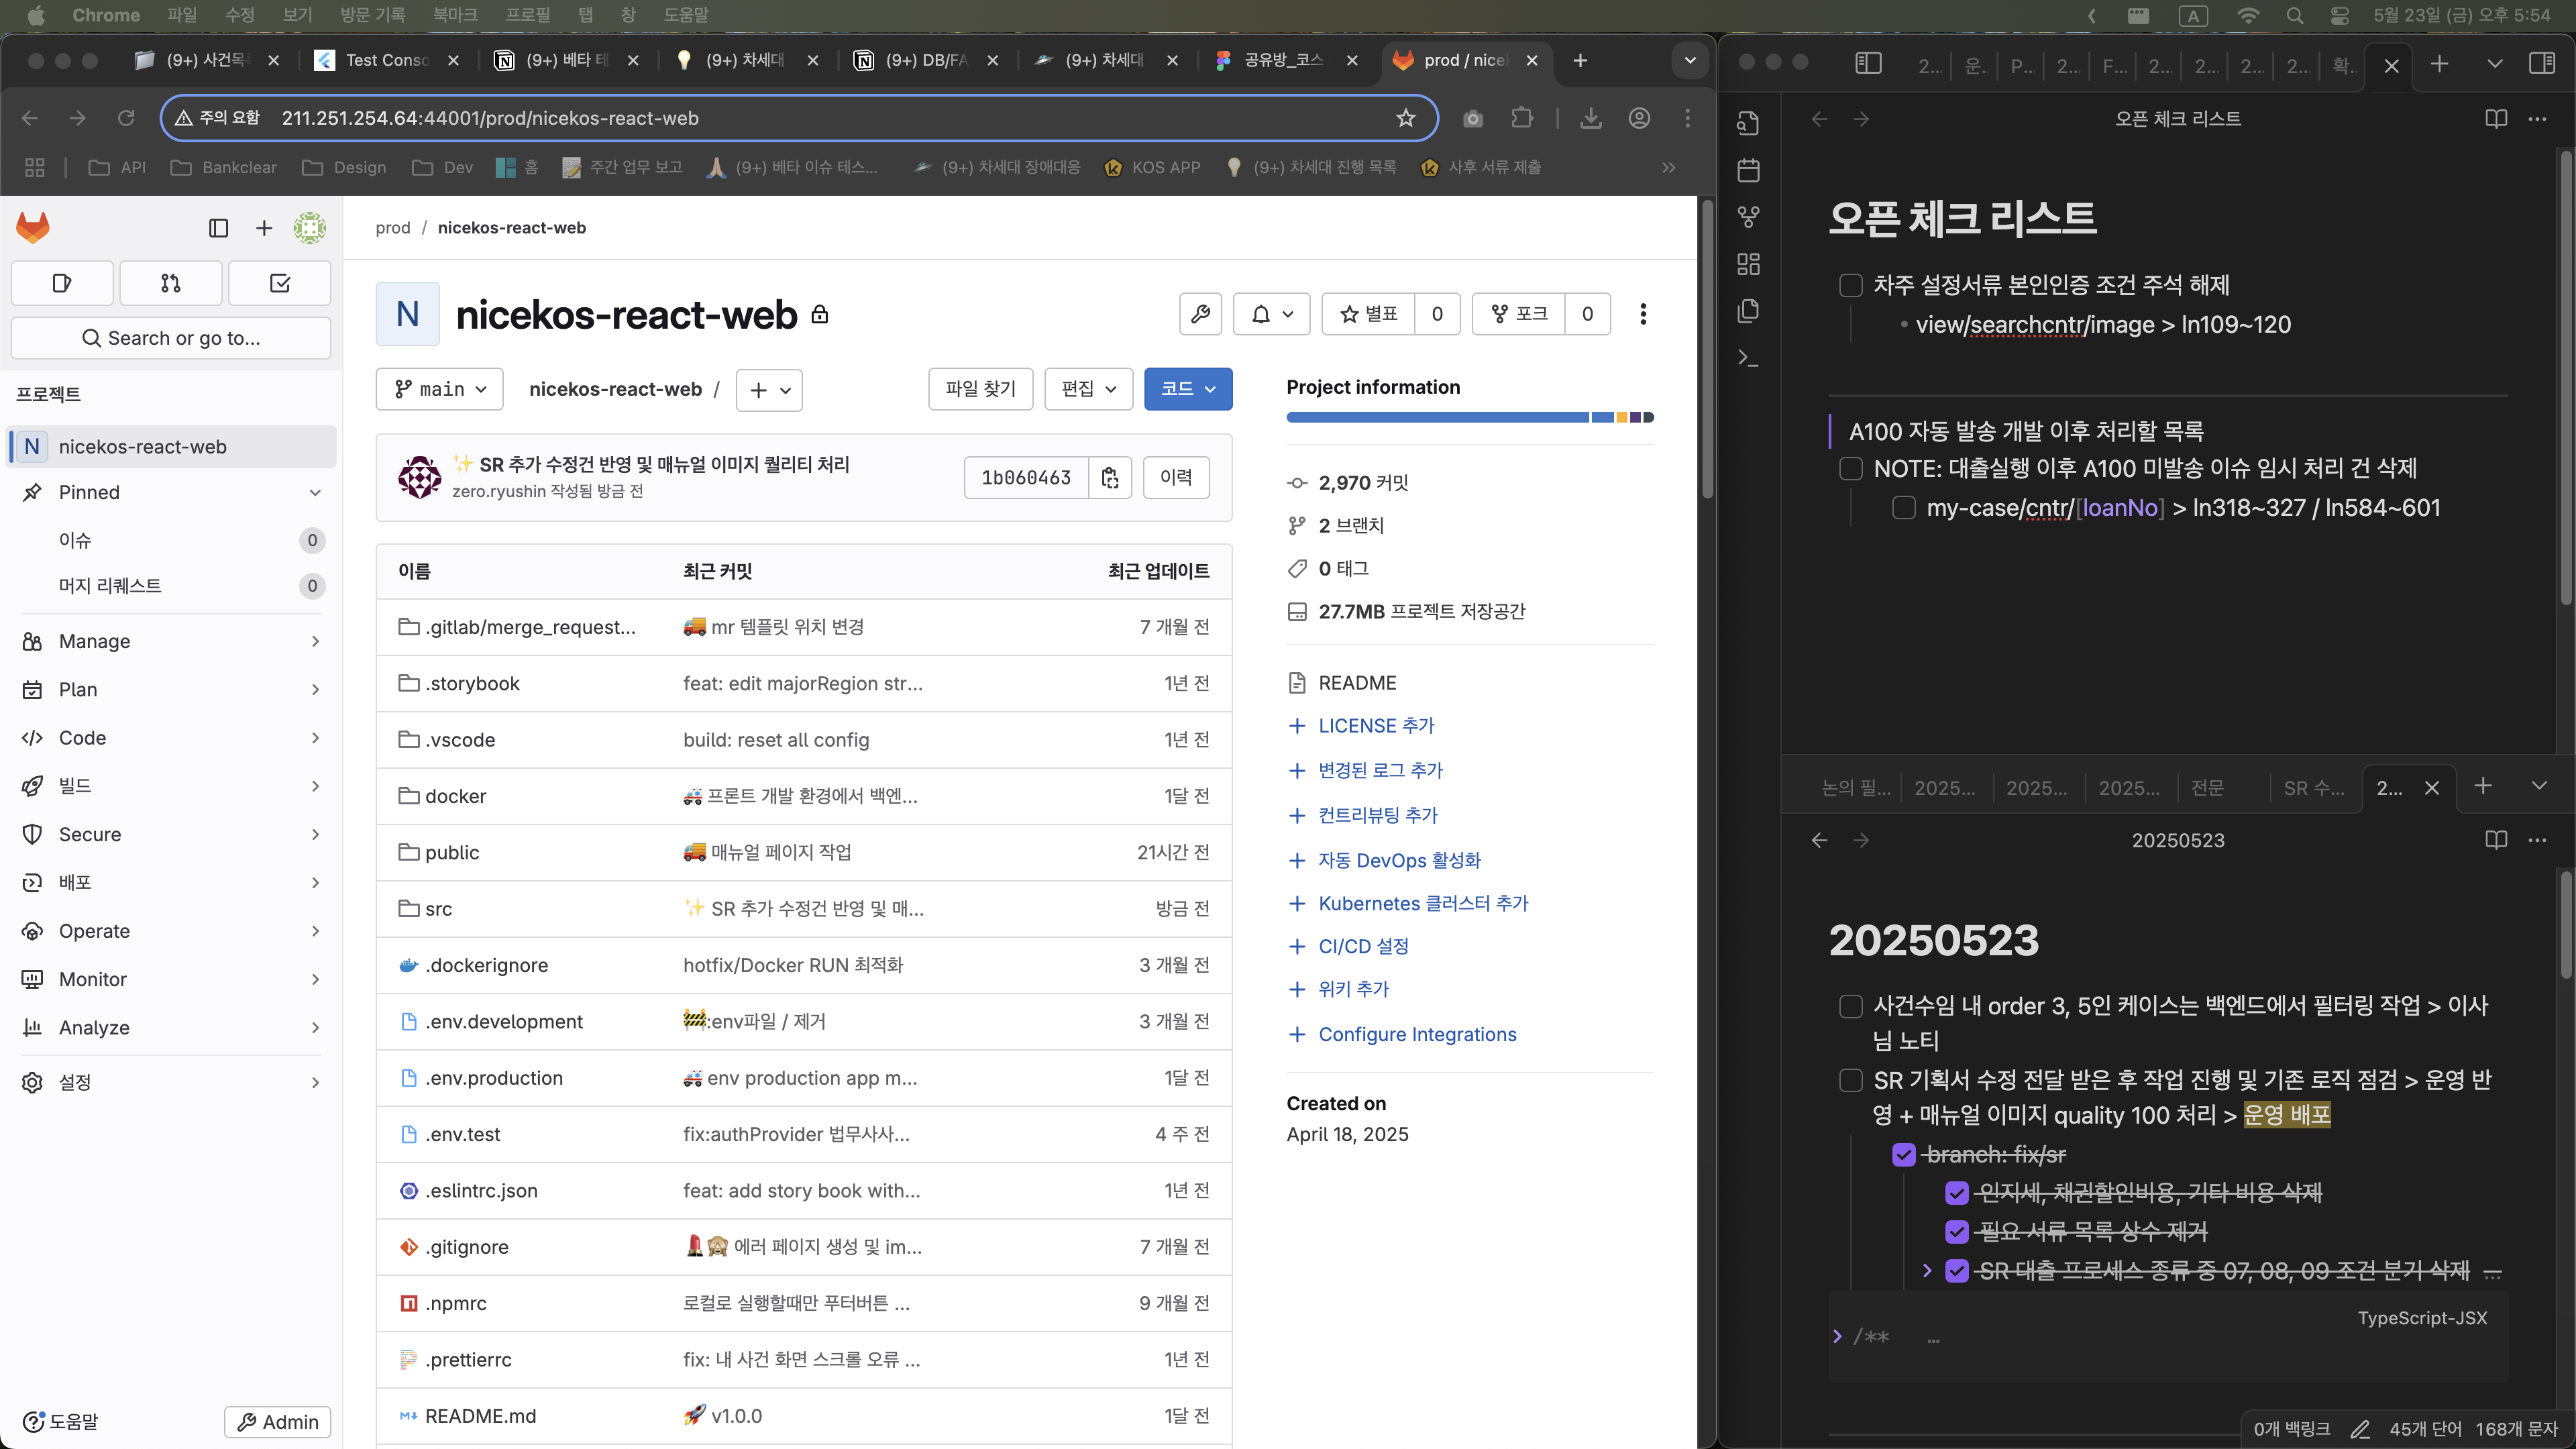 Chrome 파일 수정 보기 방문 기록 북마크 프로필 탭 창 도움말
A 5월 23일 (금) 오후 5:54
(9+) 사건목 Test Conso (9+) 베타 테 (9+) 차세대 (9+) DB/FA (9+) 차세대 공유방_코스 prod / nicel
주의 요함 211.251.254.64:44001/prod/nicekos-react-web
API Bankclear Design Dev 홈 주간 업무 보고 (9+) 베타 이슈 테스... (9+) 차세대 장애대응 KOS APP (9+) 차세대 진행 목록 사후 서류 제출
Search or go to...
프로젝트
N nicekos-react-web
Pinned
이슈 0
머지 리퀘스트 0
Manage
Plan
Code
빌드
Secure
배포
Operate
Monitor
Analyze
설정
도움말 Admin
prod / nicekos-react-web
N nicekos-react-web
별표 0 포크 0
main nicekos-react-web / 파일 찾기 편집 코드
✨ SR 추가 수정건 반영 및 매뉴얼 이미지 퀄리티 처리
zero.ryushin 작성됨 방금 전
1b060463 이력
이름 최근 커밋 최근 업데이트
.gitlab/merge_request... 🚚 mr 템플릿 위치 변경 7 개월 전
.storybook feat: edit majorRegion str... 1년 전
.vscode build: reset all config 1년 전
docker 🚑 프론트 개발 환경에서 백엔... 1달 전
public 🚚 매뉴얼 페이지 작업 21시간 전
src ✨ SR 추가 수정건 반영 및 매... 방금 전
.dockerignore hotfix/Docker RUN 최적화 3 개월 전
.env.development 🚧:env파일 / 제거 3 개월 전
.env.production 🚑 env production app m... 1달 전
.env.test fix:authProvider 법무사사... 4 주 전
.eslintrc.json feat: add story book with... 1년 전
.gitignore 💄🙈 에러 페이지 생성 및 im... 7 개월 전
.npmrc 로컬로 실행할때만 푸터버튼 ... 9 개월 전
.prettierrc fix: 내 사건 화면 스크롤 오류 ... 1년 전
README.md 🚀 v1.0.0 1달 전
Project information
2,970 커밋
2 브랜치
0 태그
27.7MB 프로젝트 저장공간
README
LICENSE 추가
변경된 로그 추가
컨트리뷰팅 추가
자동 DevOps 활성화
Kubernetes 클러스터 추가
CI/CD 설정
위키 추가
Configure Integrations
Created on
April 18, 2025
2... 운.. P... 2... F... 2... 2... 2... 2... 확..
오픈 체크 리스트
오픈 체크 리스트
차주 설정서류 본인인증 조건 주석 해제
view/searchcntr/image > ln109~120
A100 자동 발송 개발 이후 처리할 목록
NOTE: 대출실행 이후 A100 미발송 이슈 임시 처리 건 삭제
my-case/cntr/[loanNo] > ln318~327 / ln584~601
논의 필... 2025... 2025... 2025... 전문 SR 수... 2...
20250523
20250523
사건수임 내 order 3, 5인 케이스는 백엔드에서 필터링 작업 > 이사
님 노티
SR 기획서 수정 전달 받은 후 작업 진행 및 기존 로직 점검 > 운영 반
영 + 매뉴얼 이미지 quality 100 처리 > 운영 배포
branch: fix/sr
인지세, 채권할인비용, 기타 비용 삭제
필요 서류 목록 상수 제거
SR 대출 프로세스 종류 중 07, 08, 09 조건 분기 삭제 ...
TypeScript-JSX
/** ...
0개 백링크 45개 단어 168개 문자